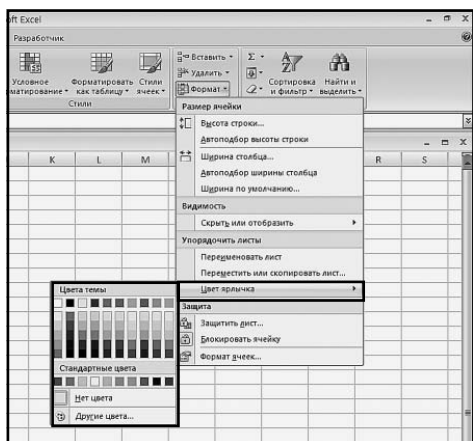 oft Excel
Разработчик
Условное
матирование
Форматировать
как таблицу
Стили
ячеек
Стили
Вставить
Удалить
Формат
Σ
Сортировка
и фильтр
Найти и
выделить
Размер ячейки
Высота строки...
Автоподбор высоты строки
Ширина столбца...
Автоподбор ширины столбца
Ширина по умолчанию...
Видимость
Скрыть или отобразить
Упорядочить листы
Переименовать лист
Переместить или скопировать лист...
Цвет ярлычка
Защита
Защитить лист...
Блокировать ячейку
Формат ячеек...
K L M R S
Цвета темы
Стандартные цвета
Нет цвета
Другие цвета...